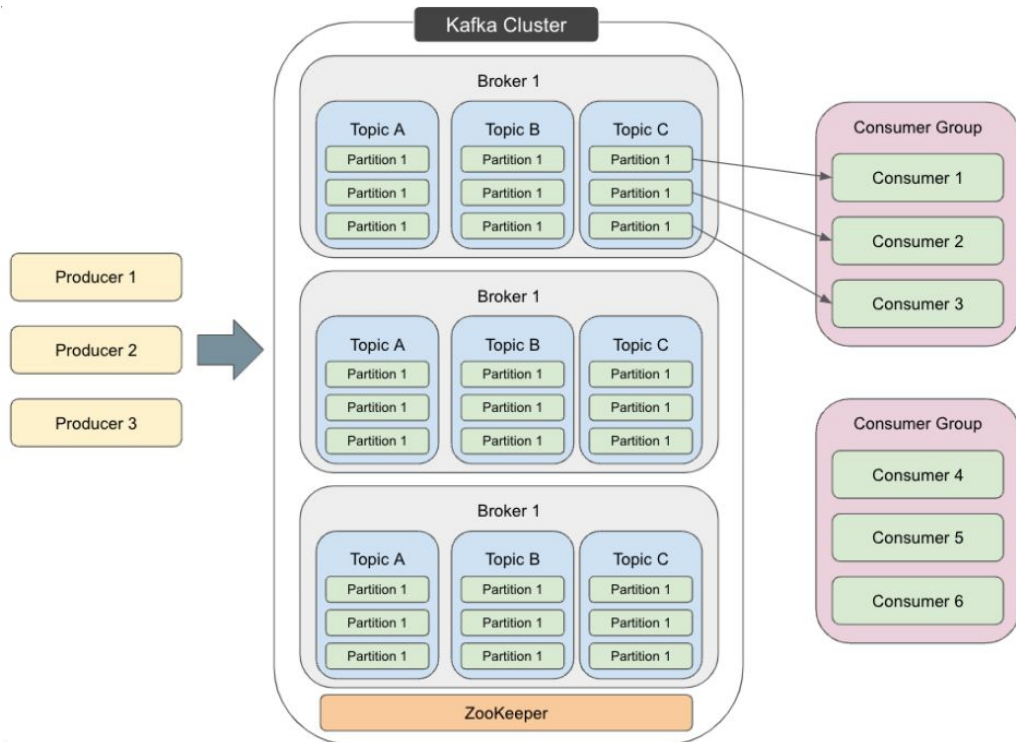 Kafka Cluster
Broker 1
Topic A
Partition 1
Partition 1
Partition 1
Topic B
Partition 1
Partition 1
Partition 1
Topic C
Partition 1
Partition 1
Partition 1
Broker 1
Topic A
Partition 1
Partition 1
Partition 1
Topic B
Partition 1
Partition 1
Partition 1
Topic C
Partition 1
Partition 1
Partition 1
Broker 1
Topic A
Partition 1
Partition 1
Partition 1
Topic B
Partition 1
Partition 1
Partition 1
Topic C
Partition 1
Partition 1
Partition 1
ZooKeeper
Producer 1
Producer 2
Producer 3
Consumer Group
Consumer 1
Consumer 2
Consumer 3
Consumer Group
Consumer 4
Consumer 5
Consumer 6